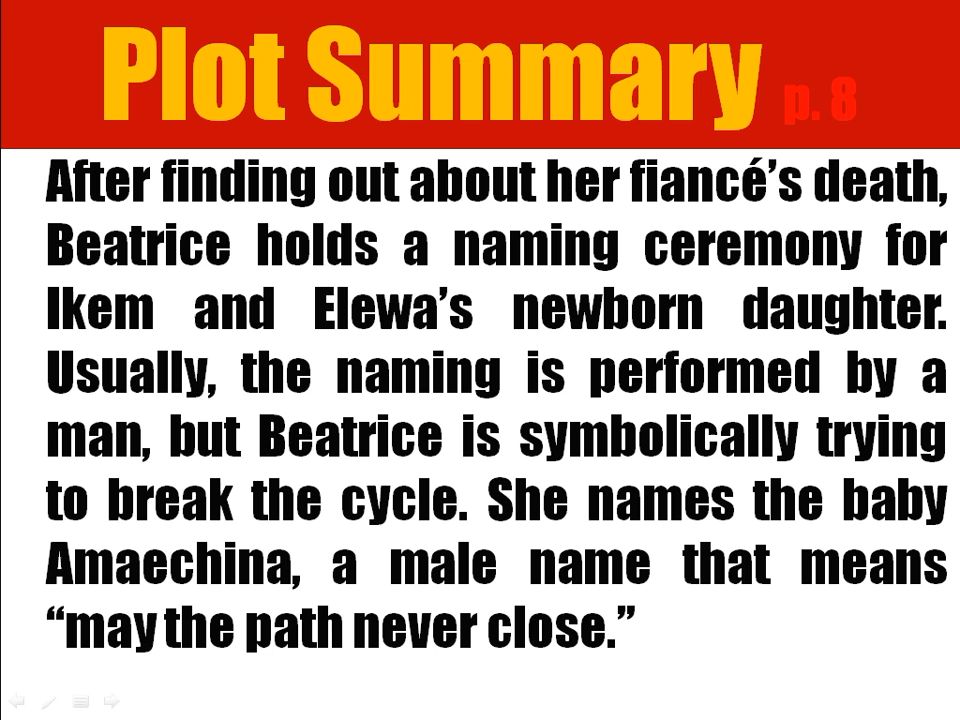 Plot Summary p. 8
After finding out about her fiancé’s death,
Beatrice holds a naming ceremony for
Ikem and Elewa’s newborn daughter.
Usually, the naming is performed by a
man, but Beatrice is symbolically trying
to break the cycle. She names the baby
Amaechina, a male name that means
“may the path never close.”